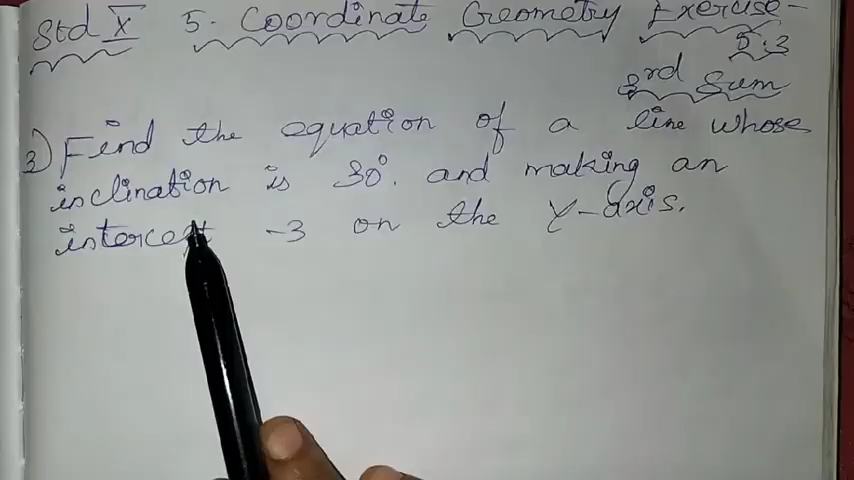 Std X 5. Coordinate Geometry Exercise-
5.3
3rd Sum
3) Find the equation of a line whose
inclination is 30°. and making an
intercept -3 on the Y-axis.